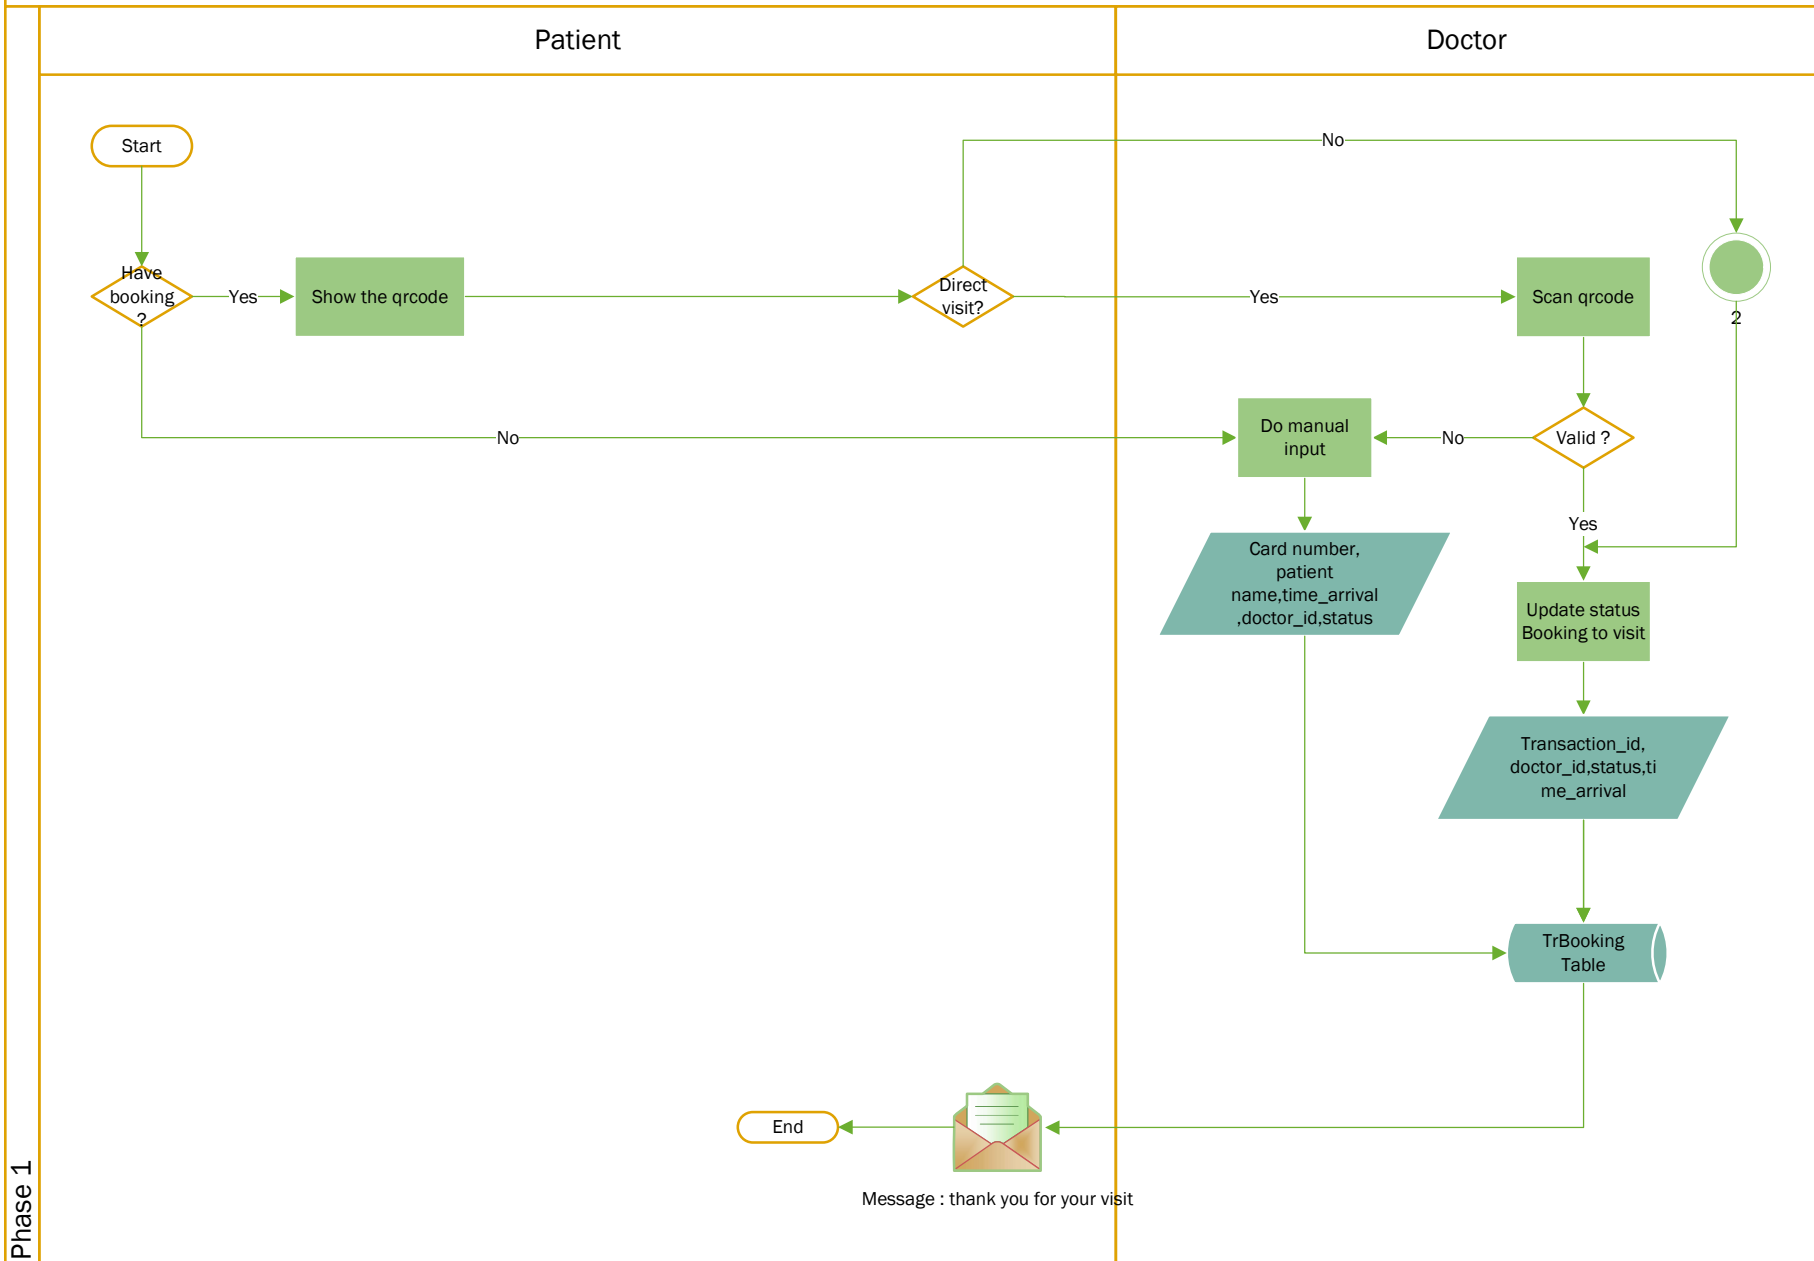 Patient
Doctor
Start
No
Have
booking
?
Yes
Show the qrcode
Direct
visit?
Yes
Scan qrcode
2
No
Do manual
input
No
Valid ?
Yes
Card number,
patient
name,time_arrival
,doctor_id,status
Update status
Booking to visit
Transaction_id,
doctor_id,status,ti
me_arrival
TrBooking
Table
End
Message : thank you for your visit
Phase 1